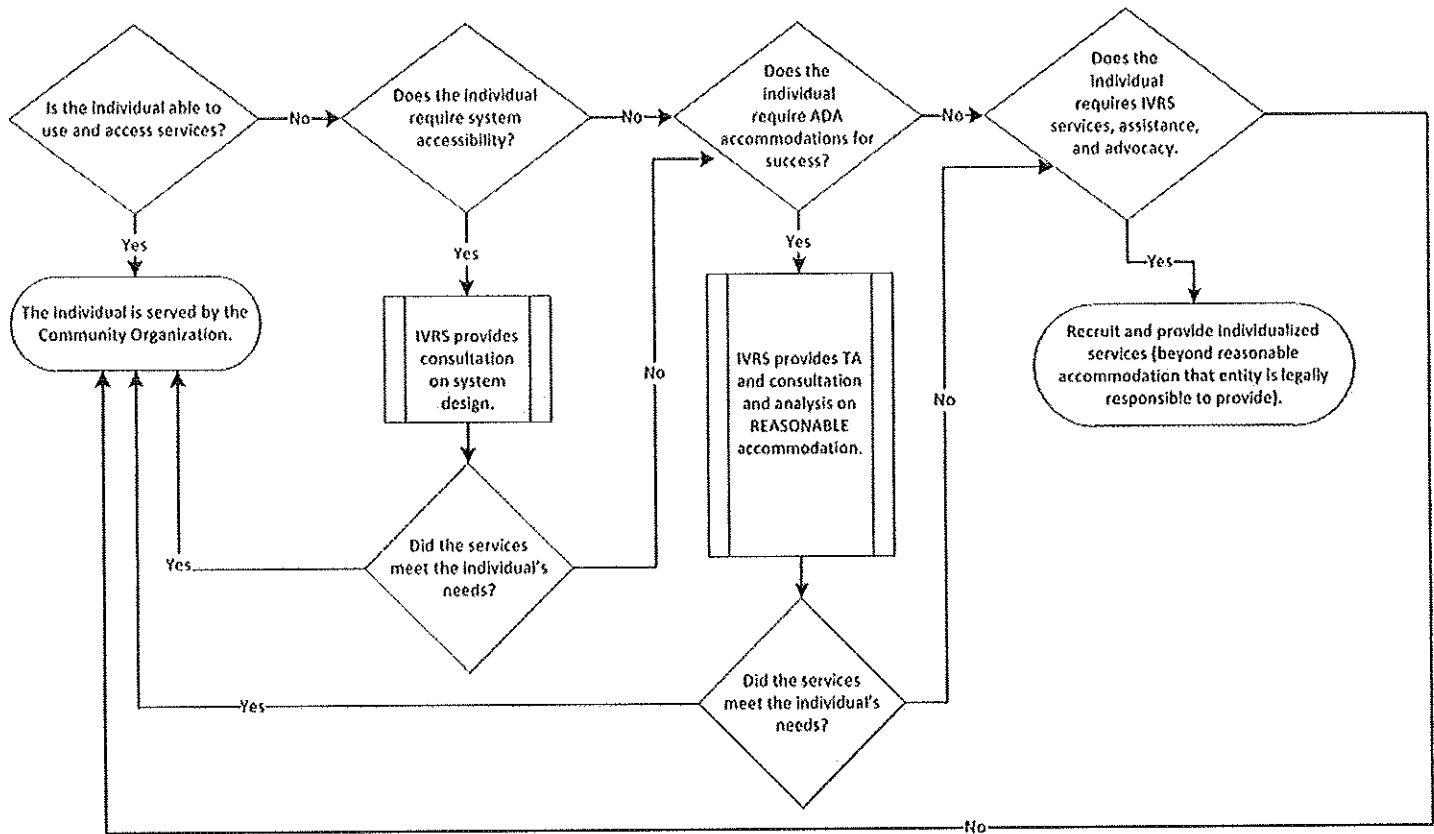 Is the individual able to
use and access services?
No
Does the individual
require system
accessibility?
No
Does the
individual
require ADA
accommodations for
success?
No
Does the
individual
requires IVRS
services, assistance,
and advocacy.
Yes
Yes
Yes
Yes
The individual is served by the
Community Organization.
IVRS provides
consultation
on system
design.
No
IVRS provides TA
and consultation
and analysis on
REASONABLE
accommodation.
No
Recruit and provide individualized
services (beyond reasonable
accommodation that entity is legally
responsible to provide).
Yes
Did the services
meet the individual's
needs?
Yes
Did the services
meet the individual's
needs?
No